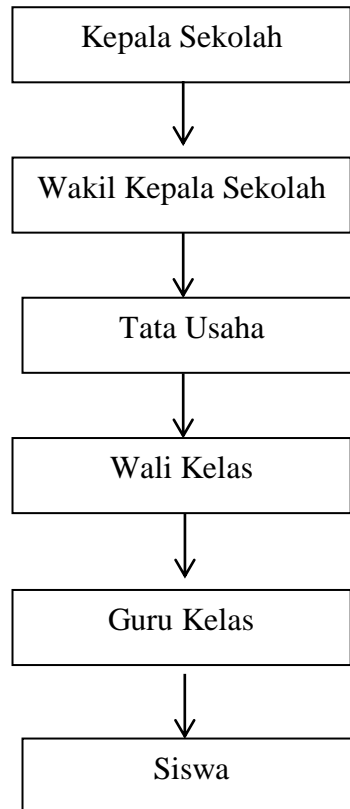 Kepala Sekolah
Wakil Kepala Sekolah
Tata Usaha
Wali Kelas
Guru Kelas
Siswa